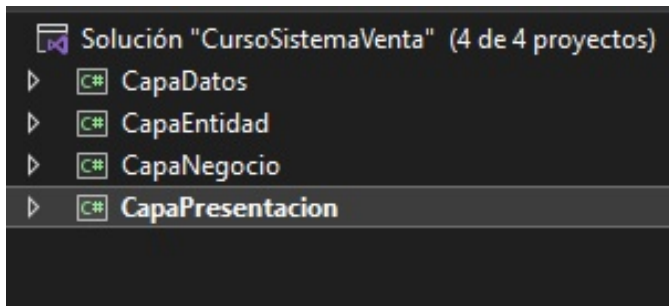 Solución "CursoSistemaVenta" (4 de 4 proyectos)
C# CapaDatos
C# CapaEntidad
C# CapaNegocio
C# CapaPresentacion